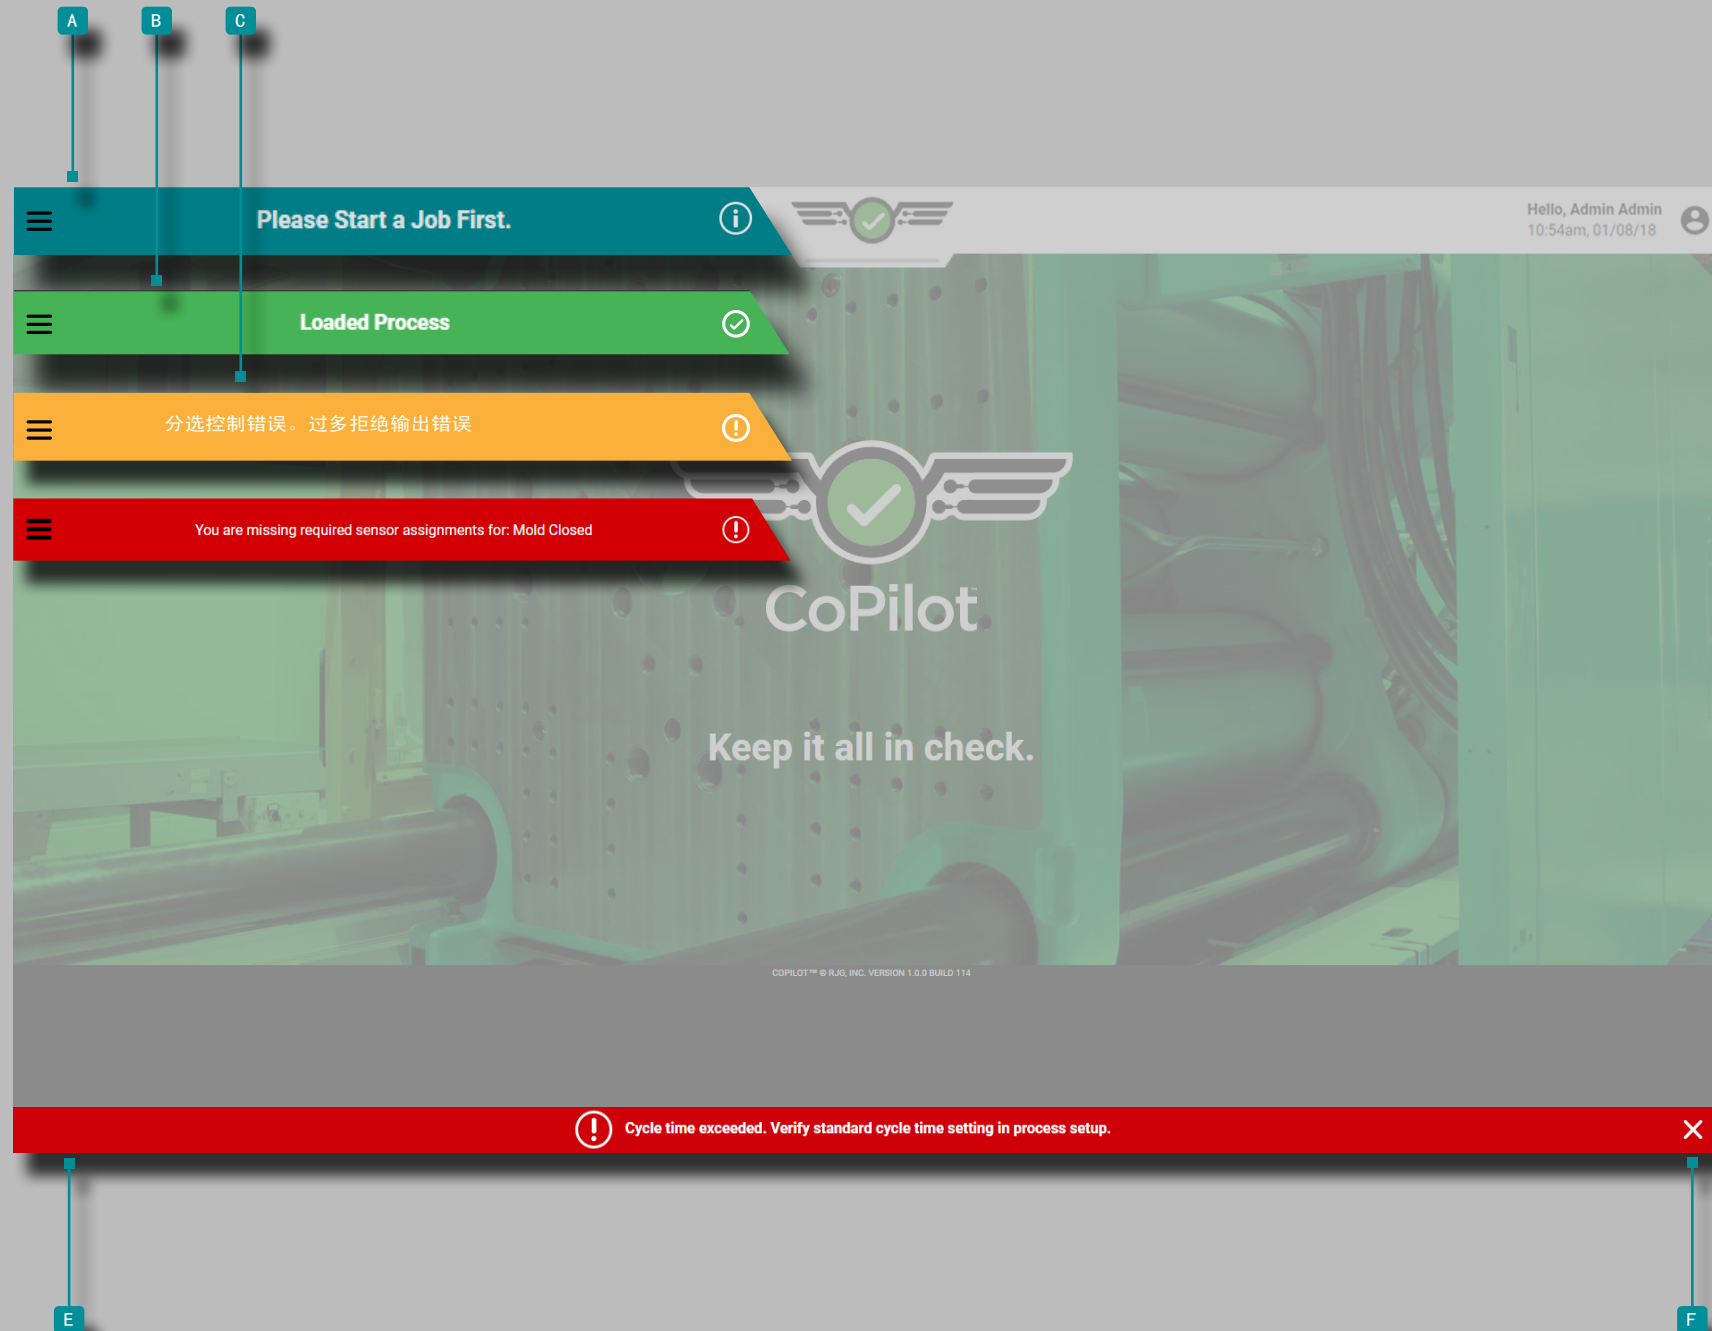 A B C
Please Start a Job First.
Hello, Admin Admin
10:54am, 01/08/18
Loaded Process
分选控制错误。过多拒绝输出错误
You are missing required sensor assignments for: Mold Closed
CoPilot™
Keep it all in check.
COPILOT™ © RJG, INC. VERSION 1.0.0 BUILD 114
Cycle time exceeded. Verify standard cycle time setting in process setup.
E F